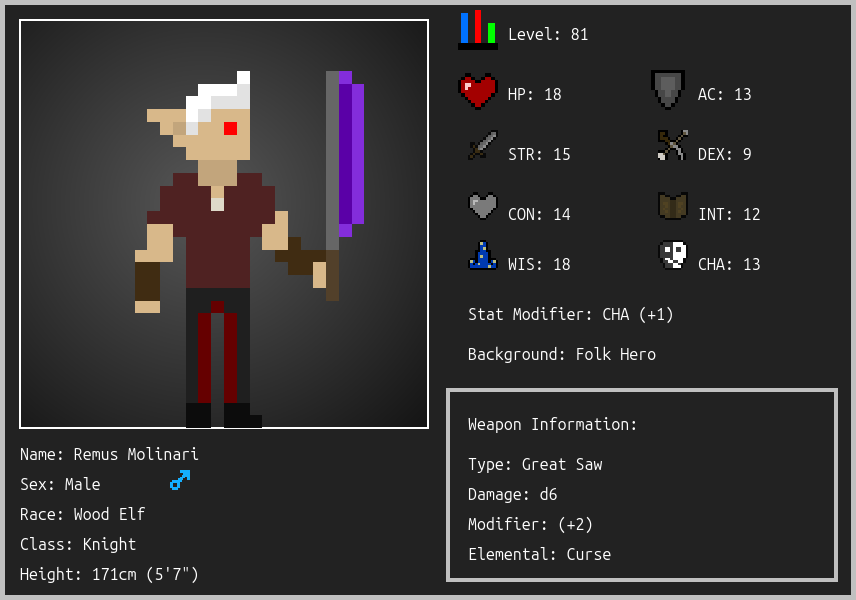 Level: 81
HP: 18
AC: 13
STR: 15
DEX: 9
CON: 14
INT: 12
WIS: 18
CHA: 13
Stat Modifier: CHA (+1)
Background: Folk Hero
Weapon Information:
Type: Great Saw
Damage: d6
Modifier: (+2)
Elemental: Curse
Name: Remus Molinari
Sex: Male
Race: Wood Elf
Class: Knight
Height: 171cm (5'7")